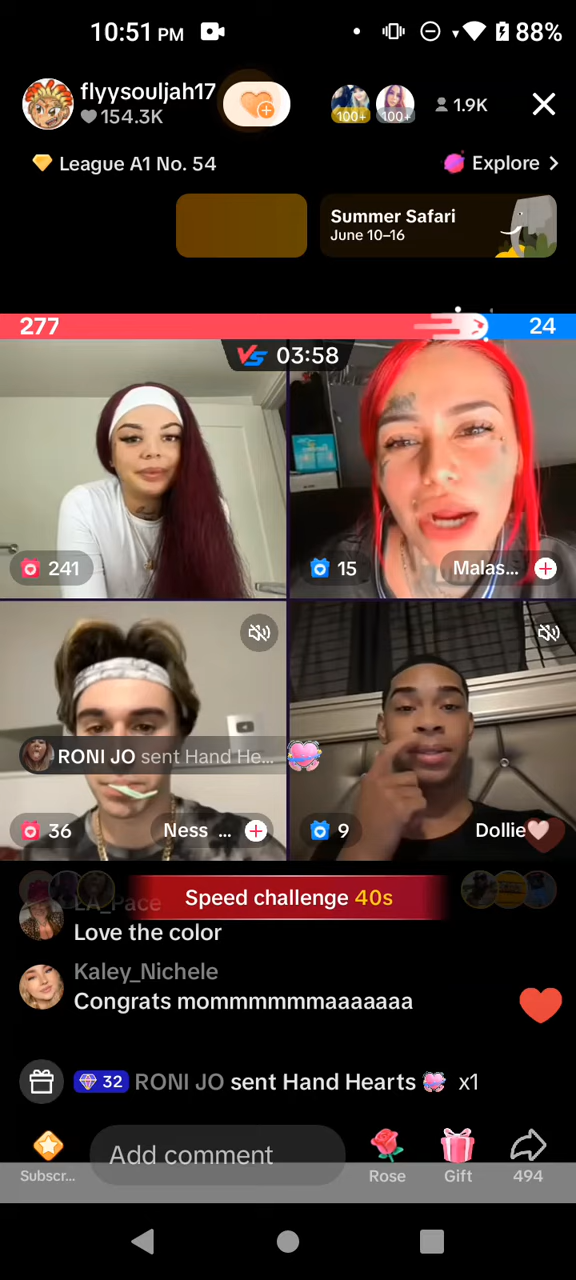 10:51 PM
88%
flyysouljah17
154.3K
100+
100+
1.9K
League A1 No. 54
Explore >
Summer Safari
June 10–16
277
24
VS 03:58
241
15
Malas...
RONI JO sent Hand He...
36
Ness ...
9
Dollie
Speed challenge 40s
LA_Pace
Love the color
Kaley_Nichele
Congrats mommmmmmaaaaaaa
32 RONI JO sent Hand Hearts x1
Add comment
Subscr...
Rose
Gift
494